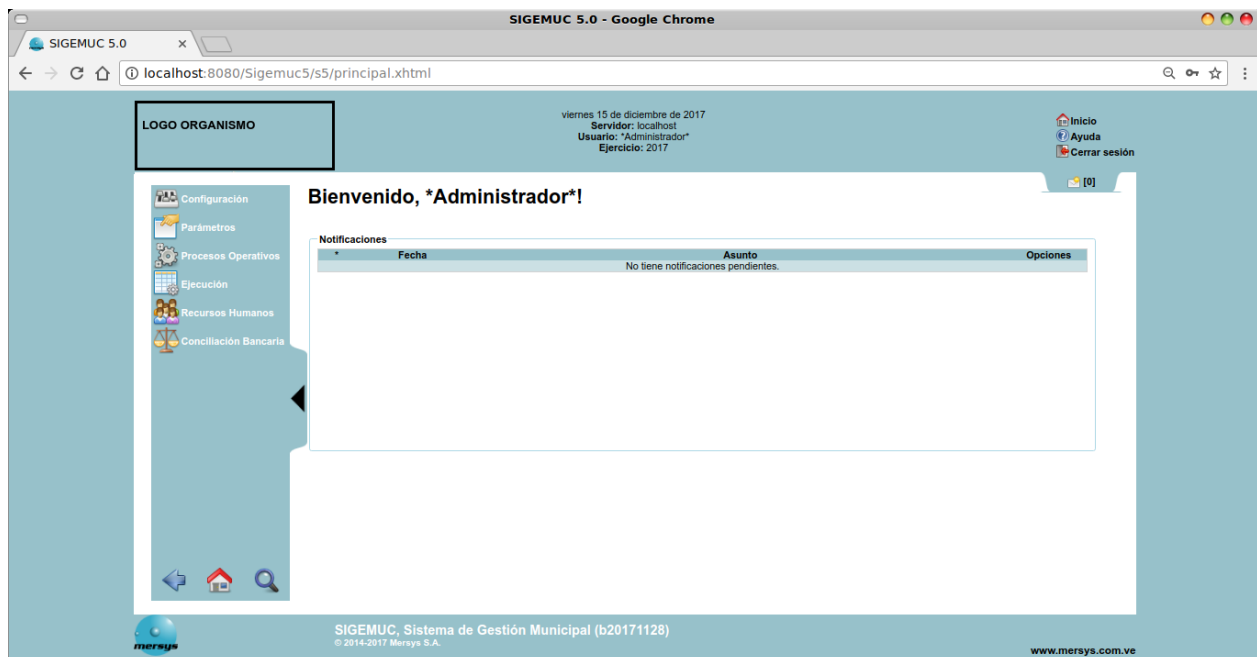 SIGEMUC 5.0 - Google Chrome
SIGEMUC 5.0
localhost:8080/Sigemuc5/s5/principal.xhtml
LOGO ORGANISMO
viernes 15 de diciembre de 2017
Servidor: localhost
Usuario: *Administrador*
Ejercicio: 2017
Inicio
Ayuda
Cerrar sesión
[0]
Configuración
Parámetros
Procesos Operativos
Ejecución
Recursos Humanos
Conciliación Bancaria
Bienvenido, *Administrador*!
Notificaciones
* Fecha Asunto Opciones
No tiene notificaciones pendientes.
mersys
SIGEMUC, Sistema de Gestión Municipal (b20171128)
© 2014-2017 Mersys S.A.
www.mersys.com.ve